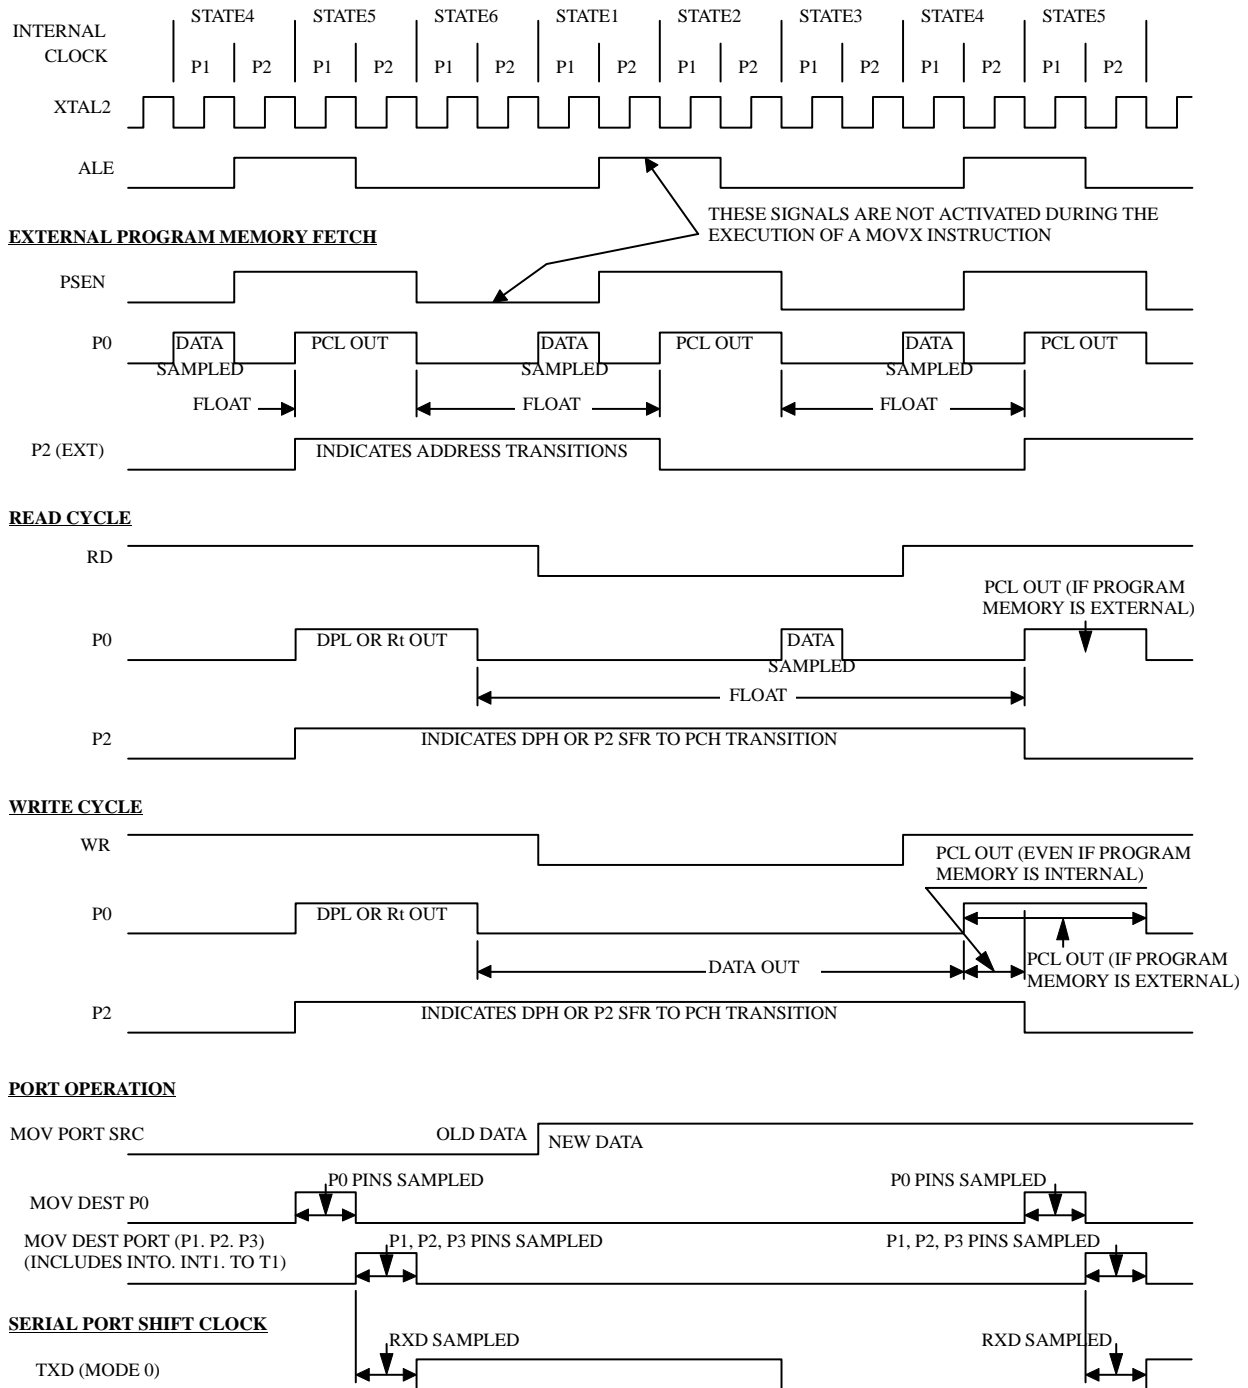 INTERNAL
CLOCK
STATE4 STATE5 STATE6 STATE1 STATE2 STATE3 STATE4 STATE5
P1 P2 P1 P2 P1 P2 P1 P2 P1 P2 P1 P2 P1 P2 P1 P2
XTAL2
ALE
THESE SIGNALS ARE NOT ACTIVATED DURING THE
EXECUTION OF A MOVX INSTRUCTION
EXTERNAL PROGRAM MEMORY FETCH
PSEN
P0
DATA PCL OUT DATA PCL OUT DATA PCL OUT
SAMPLED SAMPLED SAMPLED
FLOAT FLOAT FLOAT
P2 (EXT)
INDICATES ADDRESS TRANSITIONS
READ CYCLE
RD
PCL OUT (IF PROGRAM
MEMORY IS EXTERNAL)
P0
DPL OR Rt OUT
DATA
SAMPLED
FLOAT
P2
INDICATES DPH OR P2 SFR TO PCH TRANSITION
WRITE CYCLE
WR
PCL OUT (EVEN IF PROGRAM
MEMORY IS INTERNAL)
P0
DPL OR Rt OUT
DATA OUT
PCL OUT (IF PROGRAM
MEMORY IS EXTERNAL)
P2
INDICATES DPH OR P2 SFR TO PCH TRANSITION
PORT OPERATION
MOV PORT SRC
OLD DATA
NEW DATA
MOV DEST P0
P0 PINS SAMPLED P0 PINS SAMPLED
MOV DEST PORT (P1. P2. P3)
(INCLUDES INTO. INT1. TO T1)
P1, P2, P3 PINS SAMPLED P1, P2, P3 PINS SAMPLED
SERIAL PORT SHIFT CLOCK
RXD SAMPLED RXD SAMPLED
TXD (MODE 0)